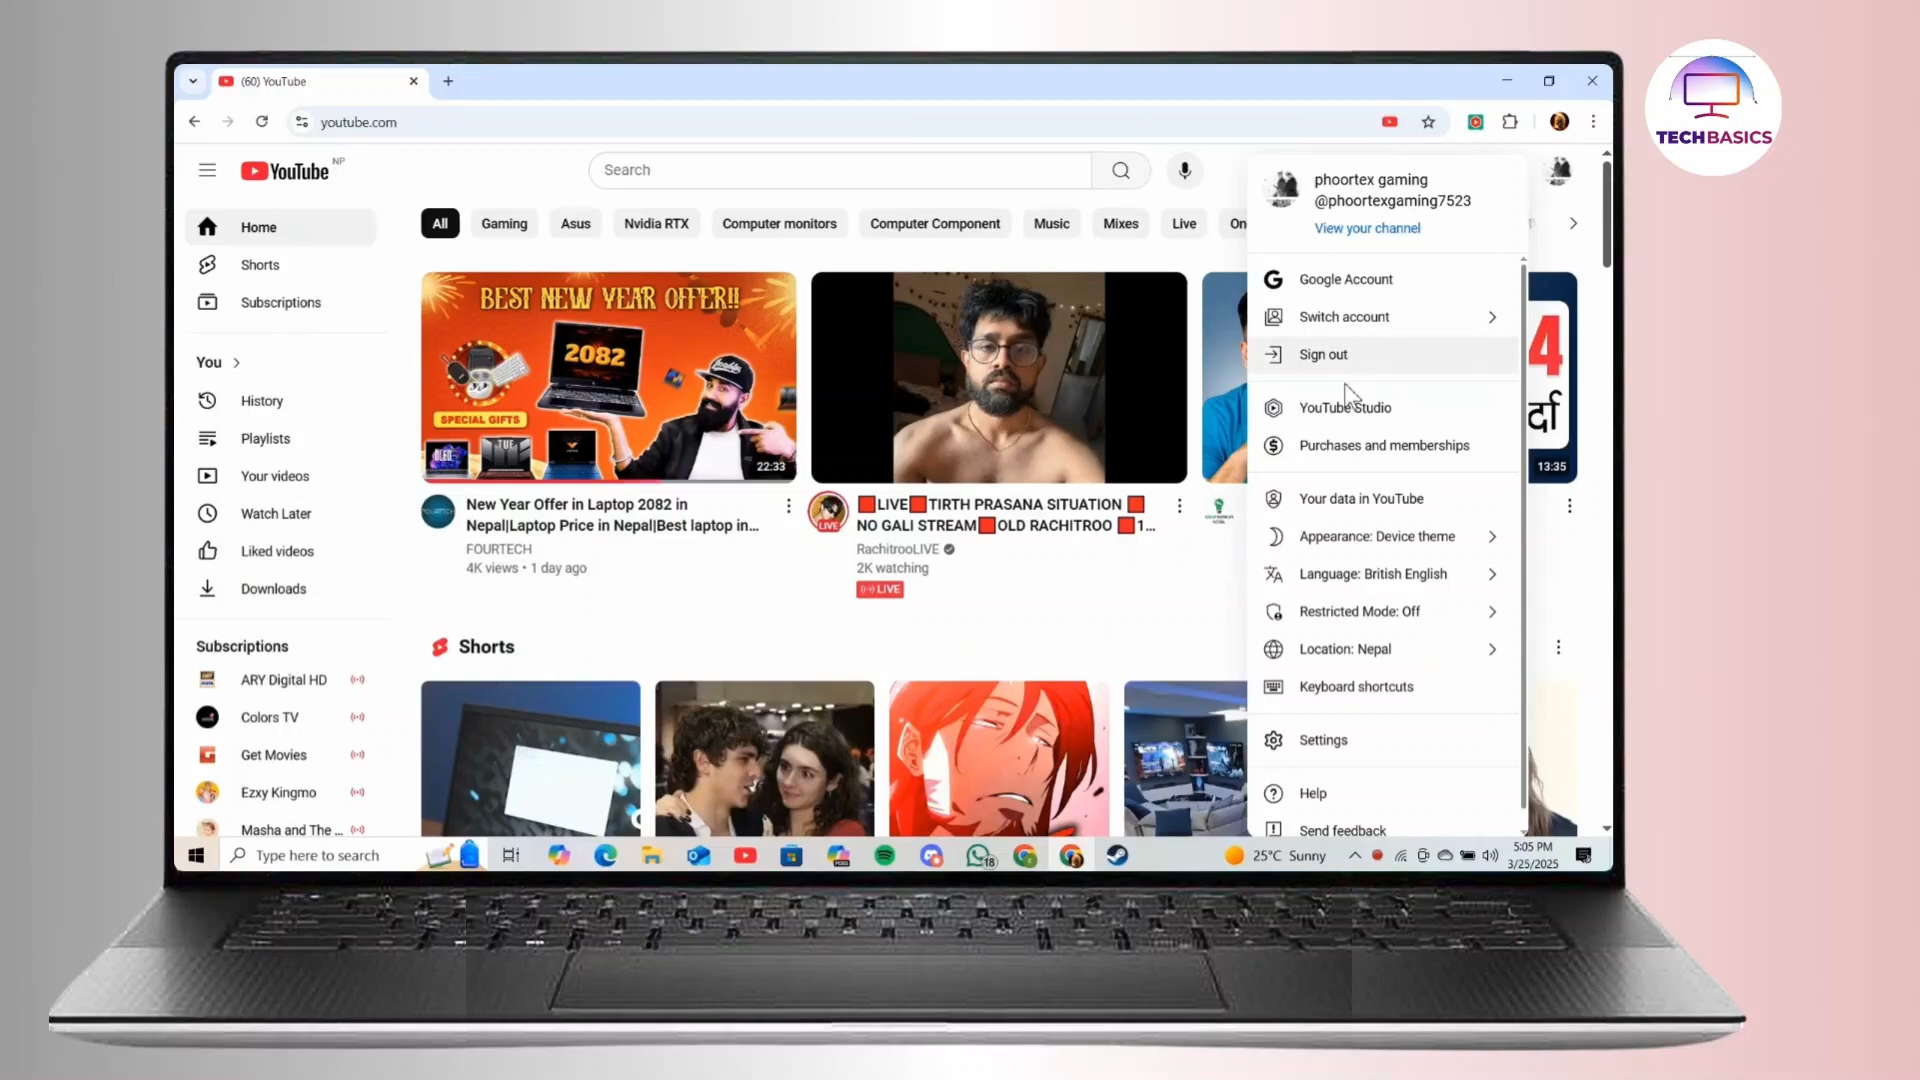 (60) YouTube
youtube.com
TECHBASICS
YouTube NP
Search
phoortex gaming
@phoortexgaming7523
View your channel
Home
Shorts
Subscriptions
You
History
Playlists
Your videos
Watch Later
Liked videos
Downloads
Subscriptions
ARY Digital HD
Colors TV
Get Movies
Ezxy Kingmo
Masha and The ...
All
Gaming
Asus
Nvidia RTX
Computer monitors
Computer Component
Music
Mixes
Live
On
BEST NEW YEAR OFFER!!
2082
SPECIAL GIFTS
OLED
TUF
22:33
New Year Offer in Laptop 2082 in
Nepal|Laptop Price in Nepal|Best laptop in...
FOURTECH
4K views • 1 day ago
LIVE
🟥LIVE🟥TIRTH PRASANA SITUATION 🟥
NO GALI STREAM🟥OLD RACHITROO 🟥1...
RachitrooLIVE
2K watching
LIVE
4
र्दा
13:35
Shorts
Google Account
Switch account
Sign out
YouTube Studio
Purchases and memberships
Your data in YouTube
Appearance: Device theme
Language: British English
Restricted Mode: Off
Location: Nepal
Keyboard shortcuts
Settings
Help
Send feedback
Type here to search
18
25°C Sunny
5:05 PM
3/25/2025